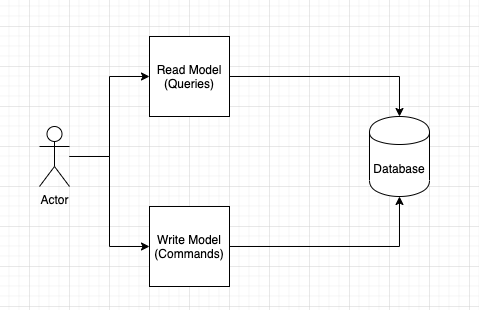 Read Model
(Queries)
Actor
Database
Write Model
(Commands)